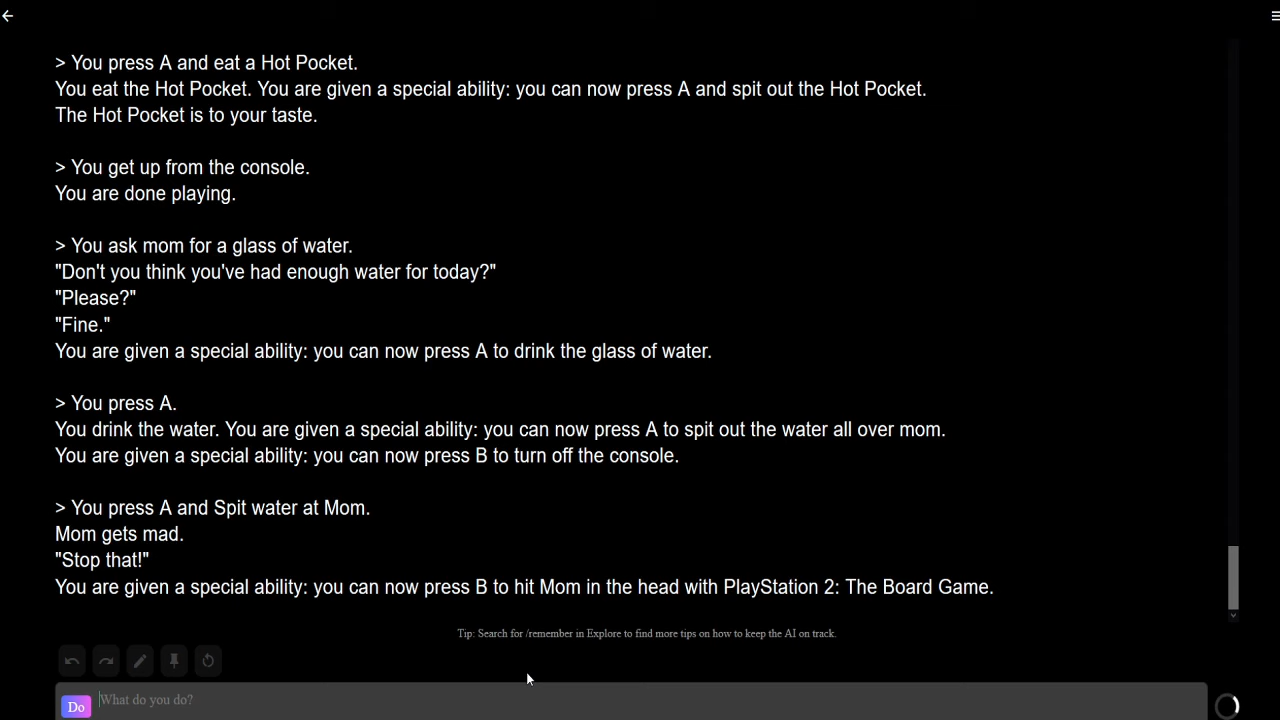 > You press A and eat a Hot Pocket.
You eat the Hot Pocket. You are given a special ability: you can now press A and spit out the Hot Pocket.
The Hot Pocket is to your taste.
> You get up from the console.
You are done playing.
> You ask mom for a glass of water.
"Don't you think you've had enough water for today?"
"Please?"
"Fine."
You are given a special ability: you can now press A to drink the glass of water.
> You press A.
You drink the water. You are given a special ability: you can now press A to spit out the water all over mom.
You are given a special ability: you can now press B to turn off the console.
> You press A and Spit water at Mom.
Mom gets mad.
"Stop that!"
You are given a special ability: you can now press B to hit Mom in the head with PlayStation 2: The Board Game.
Tip: Search for /remember in Explore to find more tips on how to keep the AI on track.
Do What do you do?